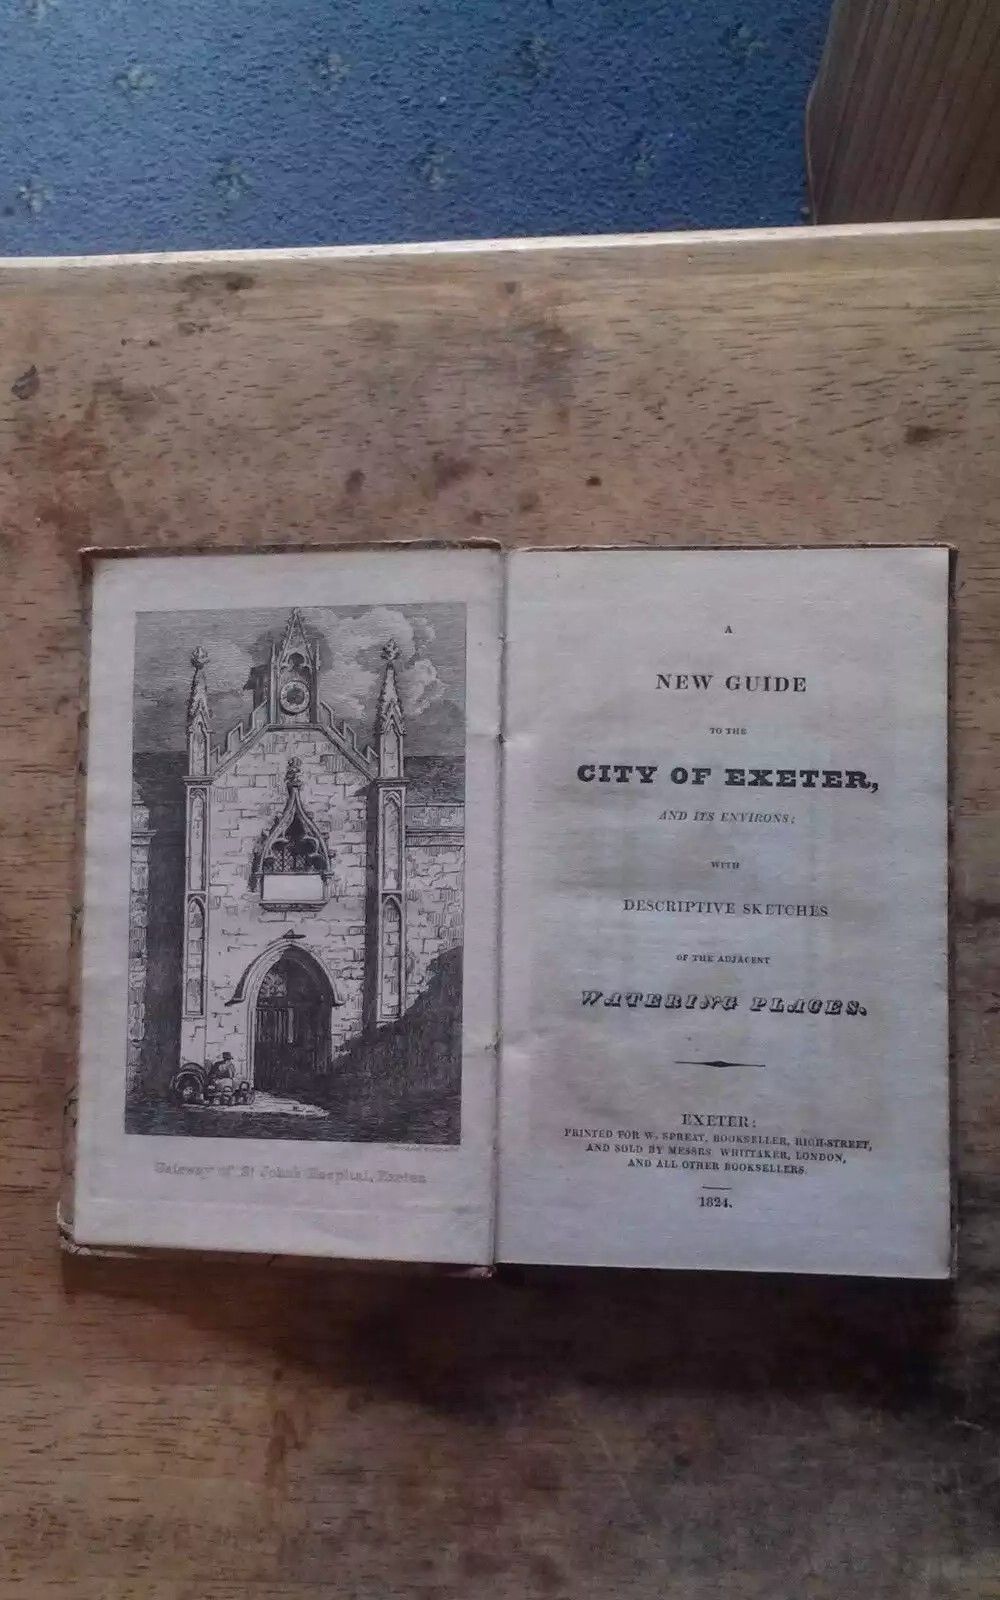 Gateway of St John's Hospital, Exeter
A
NEW GUIDE
TO THE
CITY OF EXETER,
AND ITS ENVIRONS;
WITH
DESCRIPTIVE SKETCHES
OF THE ADJACENT
WATERING PLACES.
EXETER:
PRINTED FOR W. SPREAT, BOOKSELLER, HIGH-STREET,
AND SOLD BY MESSRS WHITTAKER, LONDON,
AND ALL OTHER BOOKSELLERS.
1824.